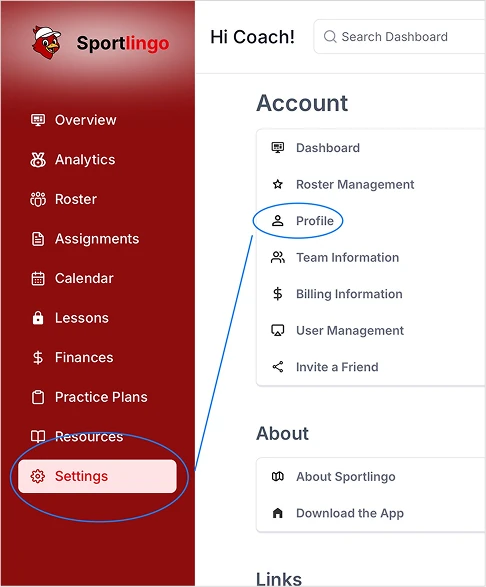 Sportlingo
Hi Coach!
Search Dashboard
Overview
Analytics
Roster
Assignments
Calendar
Lessons
Finances
Practice Plans
Resources
Settings
Account
Dashboard
Roster Management
Profile
Team Information
Billing Information
User Management
Invite a Friend
About
About Sportlingo
Download the App
Links